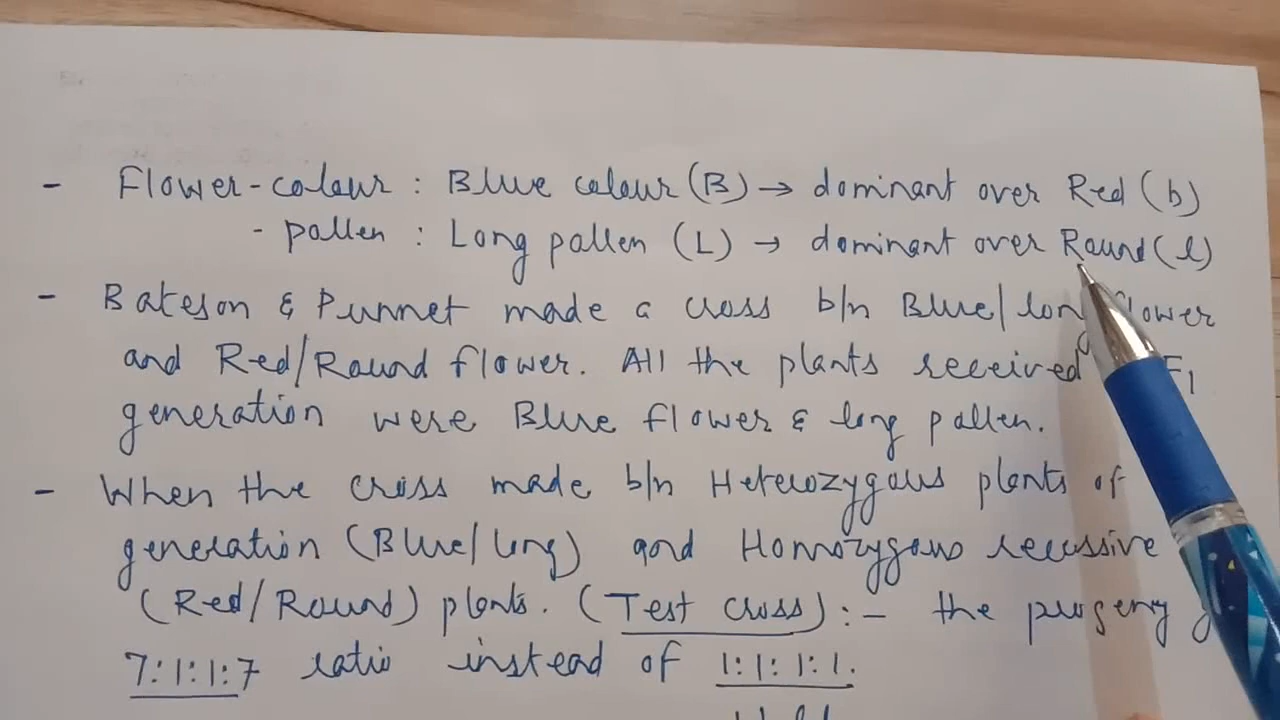 - Flower-colour : Blue colour (B) → dominant over Red (b)
- pallen : Long pallen (L) → dominant over Round (l)
- Bateson & Punnet made a cross b/n Blue/long flower
and Red/Round flower. All the plants received F1
generation were Blue flower & long pallen.
- When the cross made b/n Heterozygous plants of
generation (Blue/long) and Homozygous recessive
(Red/Round) plants. (Test cross) :- the progeny
7:1:1:7 ratio instead of 1:1:1:1.